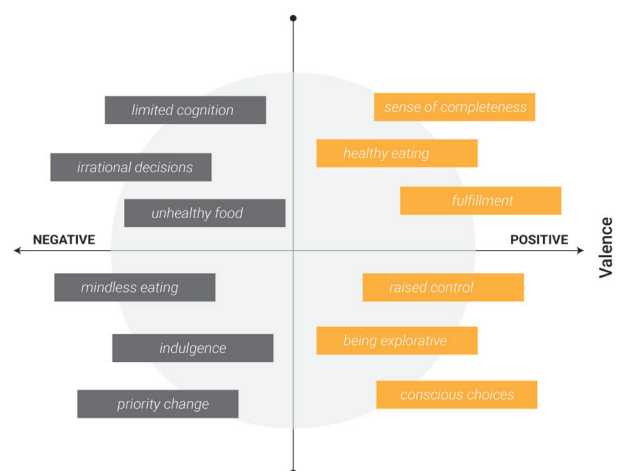 limited cognition
sense of completeness
irrational decisions
healthy eating
unhealthy food
fulfillment
NEGATIVE
POSITIVE
Valence
mindless eating
raised control
indulgence
being explorative
priority change
conscious choices